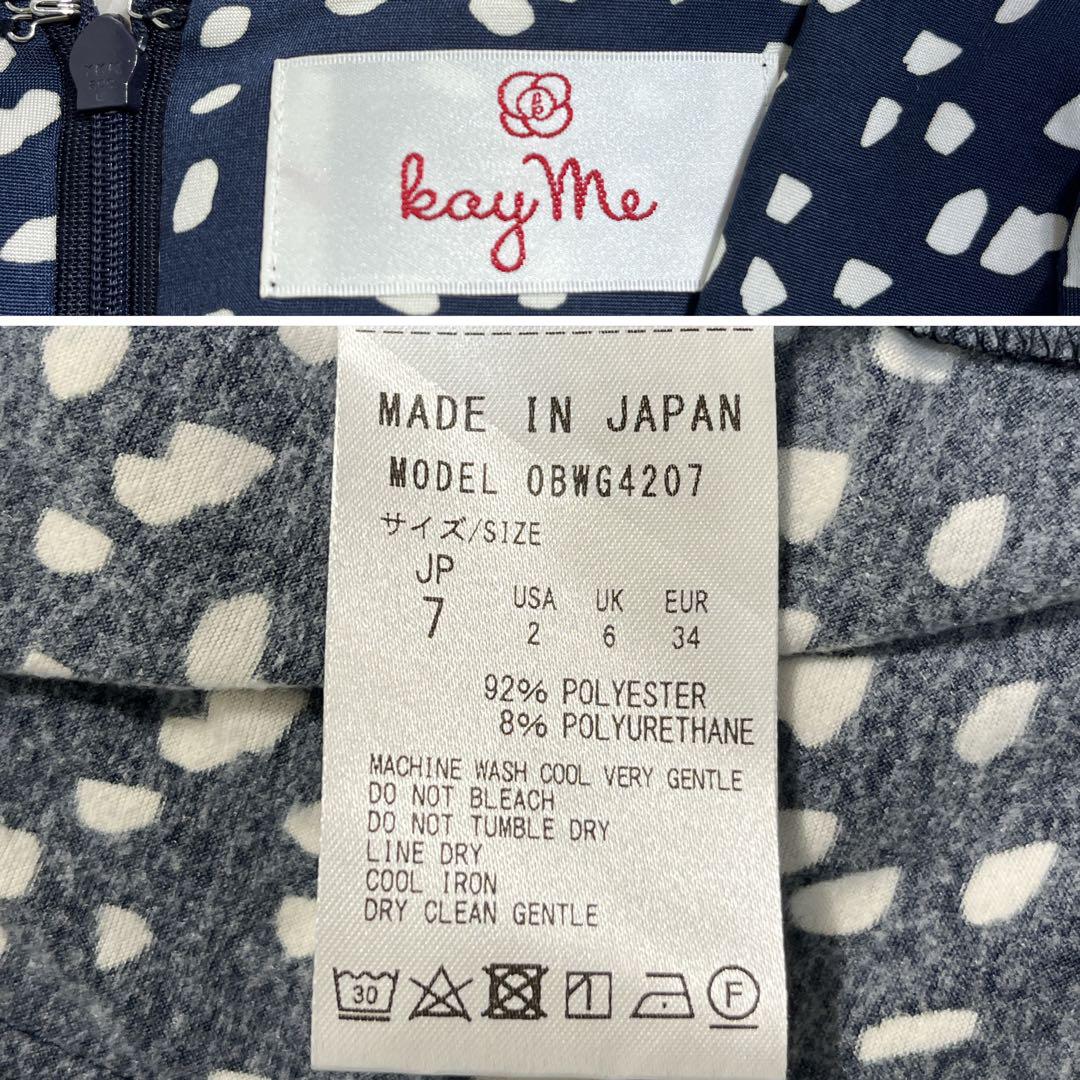 kay me
MADE IN JAPAN
MODEL 0BWG4207
サイズ/SIZE
JP
7
USA UK EUR
2 6 34
92% POLYESTER
8% POLYURETHANE
MACHINE WASH COOL VERY GENTLE
DO NOT BLEACH
DO NOT TUMBLE DRY
LINE DRY
COOL IRON
DRY CLEAN GENTLE
30 F